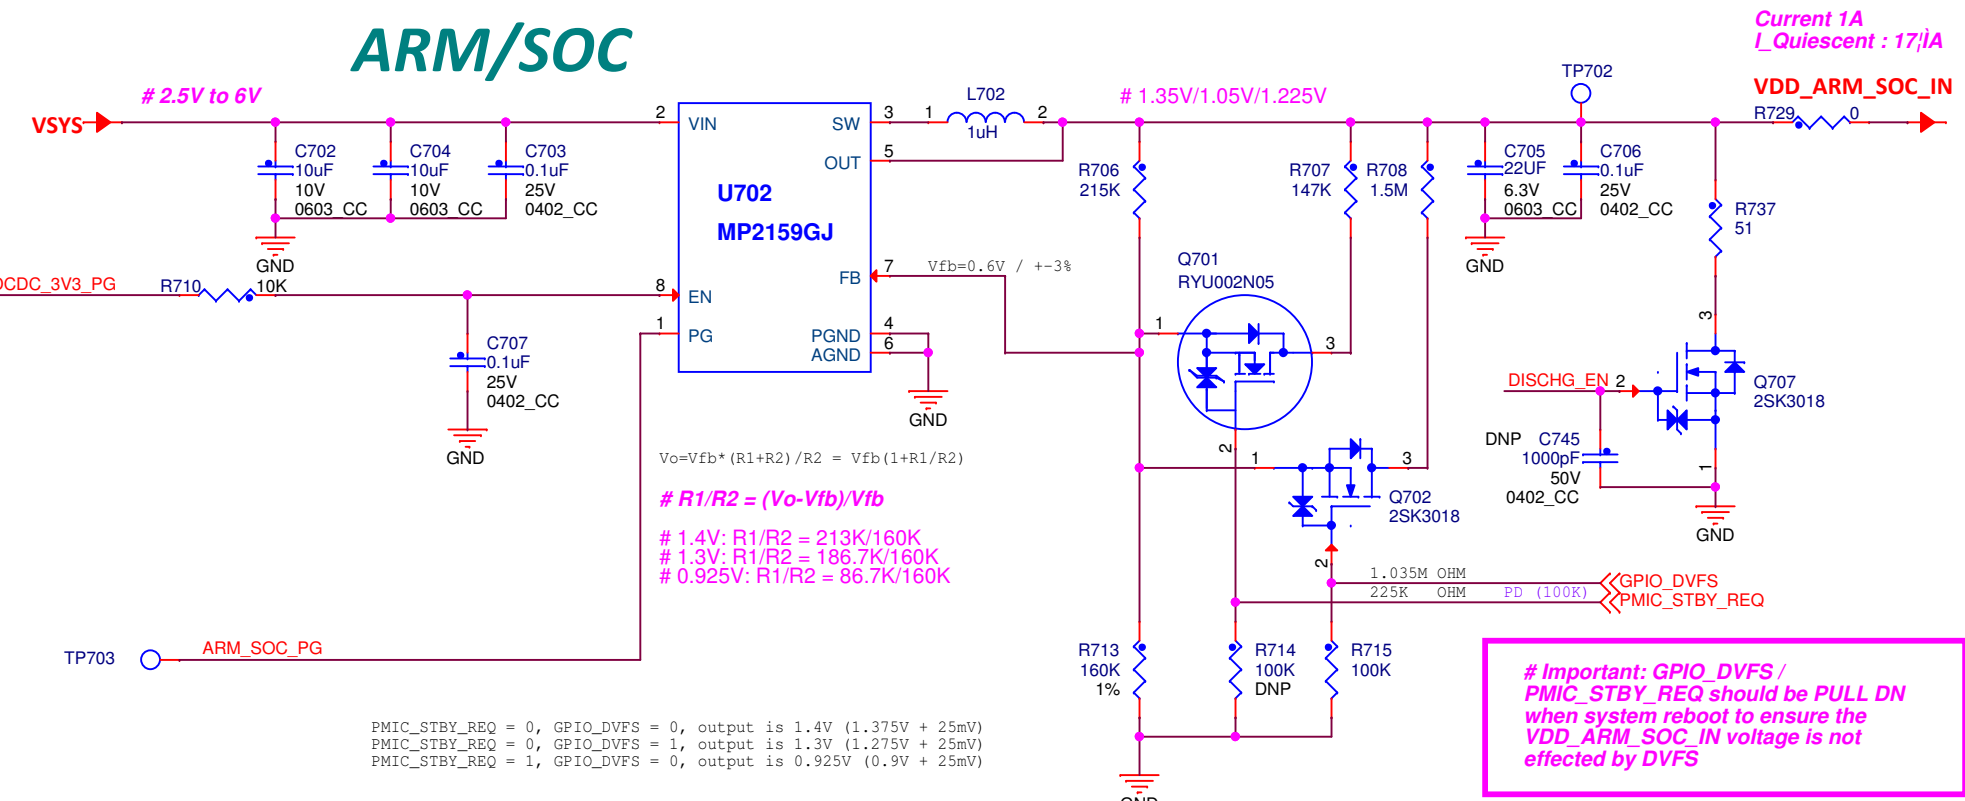 ARM/SOC
Current 1A
I_Quiescent : 17¦ÌA
# 2.5V to 6V
VSYS
2
VIN
SW
3
1
L702
1uH
2
# 1.35V/1.05V/1.225V
TP702
VDD_ARM_SOC_IN
R729
0
OUT
5
C702
10uF
10V
0603_CC
C704
10uF
10V
0603_CC
C703
0.1uF
25V
0402_CC
GND
U702
MP2159GJ
R706
215K
R707
147K
R708
1.5M
C705
22UF
6.3V
0603_CC
C706
0.1uF
25V
0402_CC
GND
R737
51
DCDC_3V3_PG
R710
10K
8
EN
1
PG
FB
7
Vfb=0.6V / +-3%
PGND
4
AGND
6
GND
C707
0.1uF
25V
0402_CC
GND
Q701
RYU002N05
1
3
2
3
DISCHG_EN
2
Q707
2SK3018
1
DNP
C745
1000pF
50V
0402_CC
GND
1
3
Q702
2SK3018
2
Vo=Vfb*(R1+R2)/R2 = Vfb(1+R1/R2)
# R1/R2 = (Vo-Vfb)/Vfb
# 1.4V: R1/R2 = 213K/160K
# 1.3V: R1/R2 = 186.7K/160K
# 0.925V: R1/R2 = 86.7K/160K
1.035M OHM
GPIO_DVFS
225K OHM
PD (100K)
PMIC_STBY_REQ
TP703
ARM_SOC_PG
R713
160K
1%
R714
100K
DNP
R715
100K
GND
# Important: GPIO_DVFS /
PMIC_STBY_REQ should be PULL DN
when system reboot to ensure the
VDD_ARM_SOC_IN voltage is not
effected by DVFS
PMIC_STBY_REQ = 0, GPIO_DVFS = 0, output is 1.4V (1.375V + 25mV)
PMIC_STBY_REQ = 0, GPIO_DVFS = 1, output is 1.3V (1.275V + 25mV)
PMIC_STBY_REQ = 1, GPIO_DVFS = 0, output is 0.925V (0.9V + 25mV)